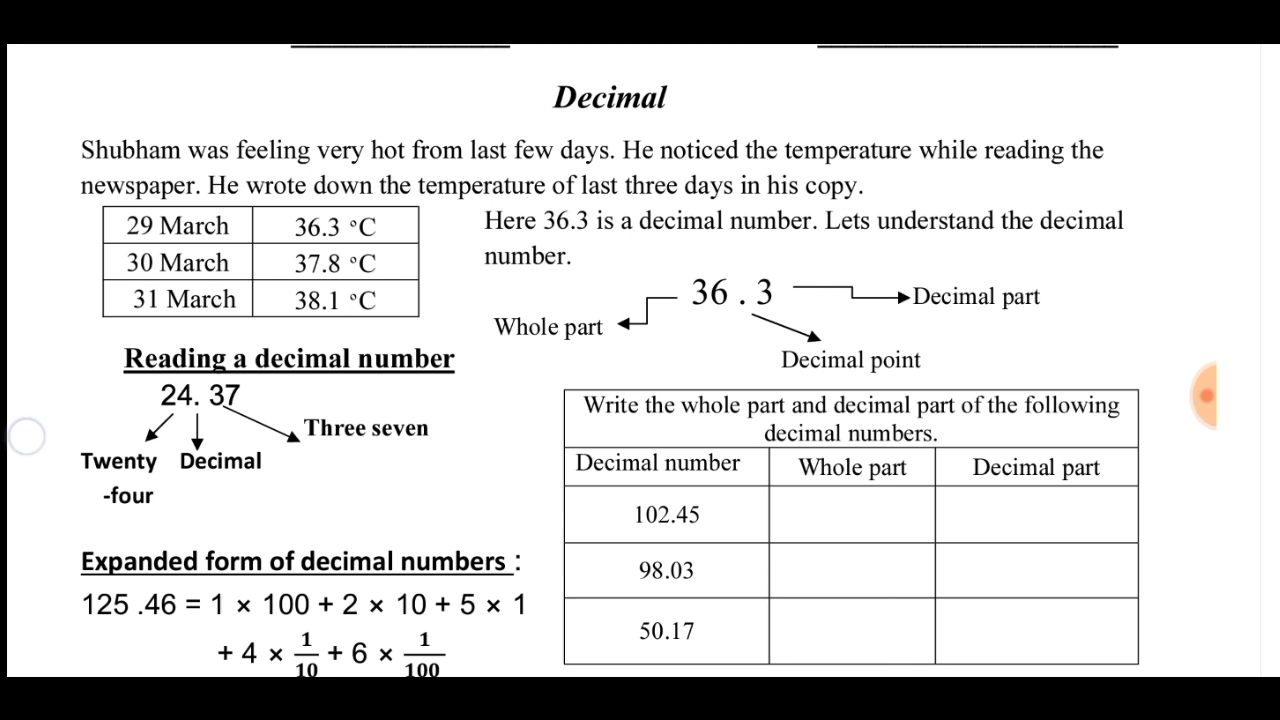 Decimal
Shubham was feeling very hot from last few days. He noticed the temperature while reading the
newspaper. He wrote down the temperature of last three days in his copy.
29 March 36.3 °C
30 March 37.8 °C
31 March 38.1 °C
Here 36.3 is a decimal number. Lets understand the decimal
number.
36 . 3
Decimal part
Whole part
Decimal point
Reading a decimal number
24. 37
Three seven
Twenty Decimal
-four
Expanded form of decimal numbers :
125 .46 = 1 × 100 + 2 × 10 + 5 × 1
+ 4 × 1/10 + 6 × 1/100
Write the whole part and decimal part of the following
decimal numbers.
Decimal number Whole part Decimal part
102.45
98.03
50.17